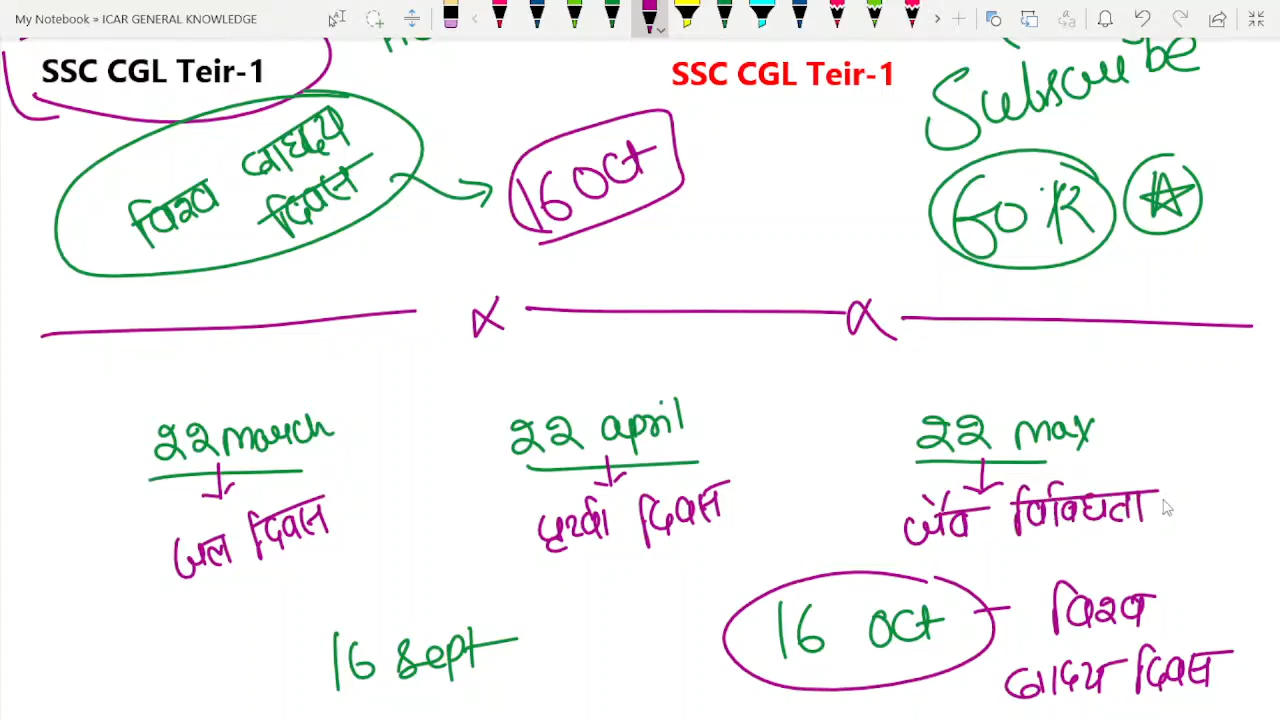 My Notebook » ICAR GENERAL KNOWLEDGE
SSC CGL Teir-1
SSC CGL Teir-1
Subscribe
विश्व खाद्य
दिवस
16 Oct
60 K
22 march
22 april
22 may
जल दिवस
पृथ्वी दिवस
जैव विविधता
16 Sept
16 Oct
विश्व
खाद्य दिवस